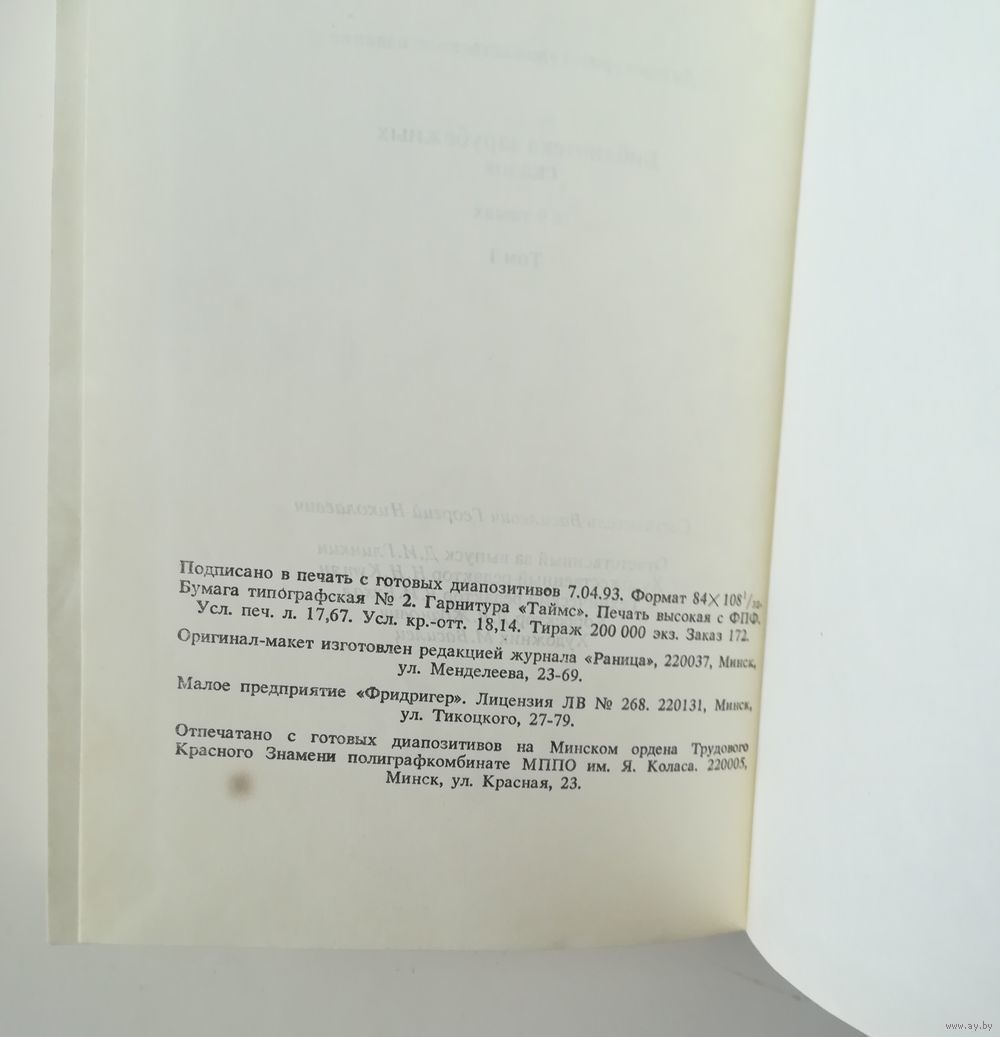 Подписано в печать с готовых диапозитивов 7.04.93. Формат 84×108¹/₃₂.
Бумага типографская № 2. Гарнитура «Таймс». Печать высокая с ФПФ.
Усл. печ. л. 17,67. Усл. кр.-отт. 18,14. Тираж 200 000 экз. Заказ 172.
Оригинал-макет изготовлен редакцией журнала «Раница», 220037, Минск,
ул. Менделеева, 23-69.
Малое предприятие «Фридригер». Лицензия ЛВ № 268. 220131, Минск,
ул. Тикоцкого, 27-79.
Отпечатано с готовых диапозитивов на Минском ордена Трудового
Красного Знамени полиграфкомбинате МППО им. Я. Коласа. 220005,
Минск, ул. Красная, 23.
www.ay.by